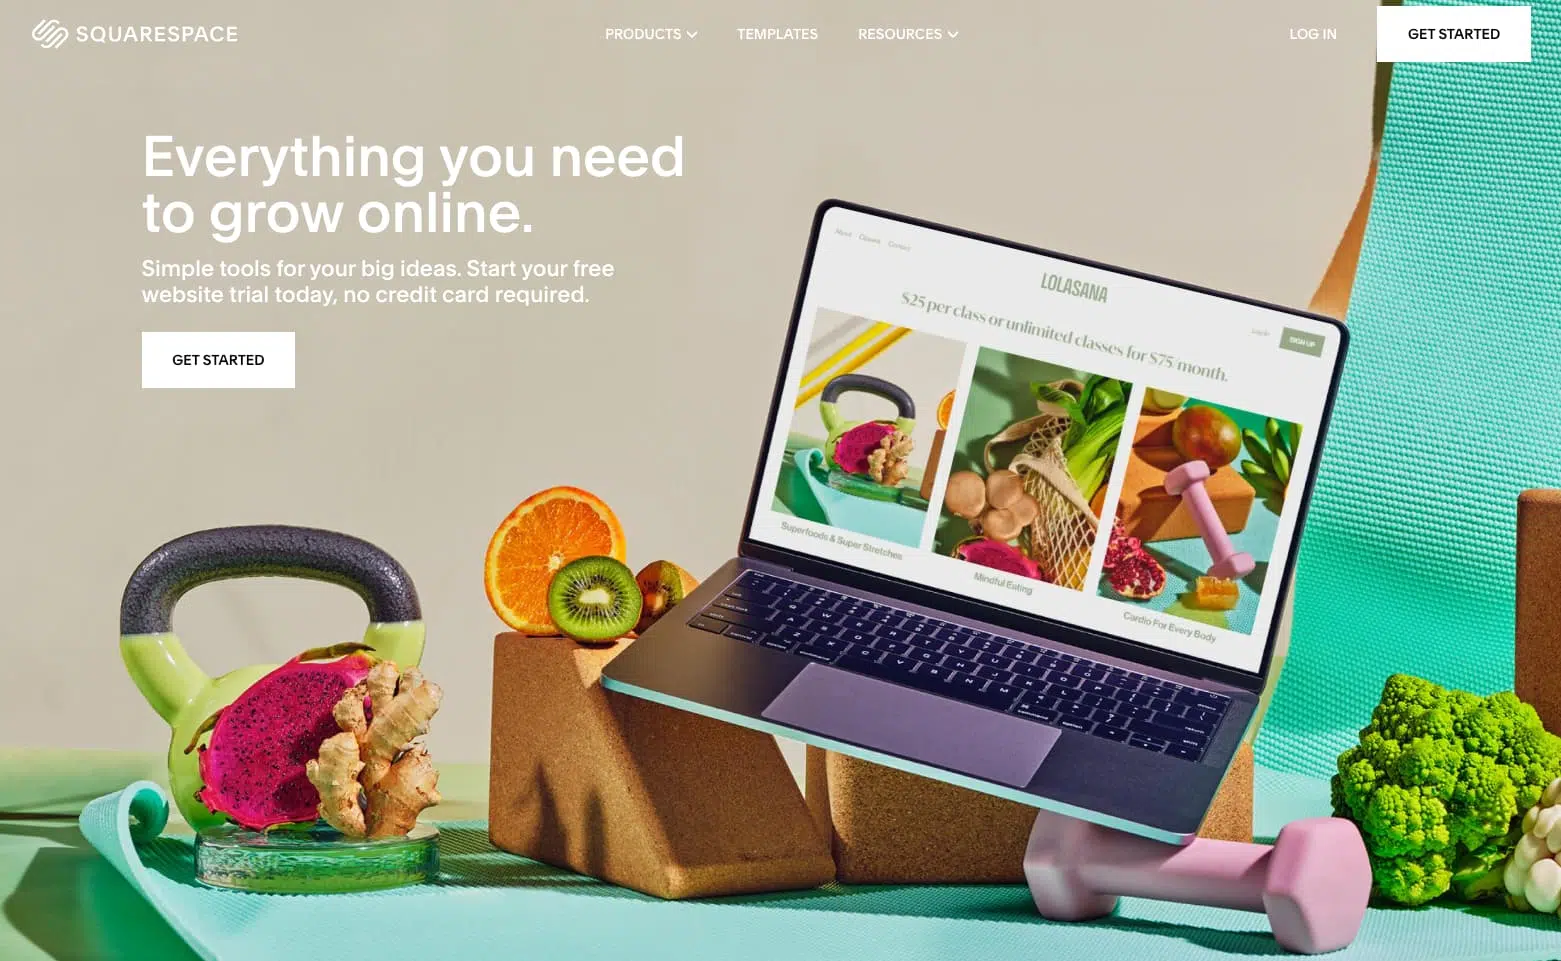 SQUARESPACE
PRODUCTS
TEMPLATES
RESOURCES
LOG IN
GET STARTED
Everything you need
to grow online.
Simple tools for your big ideas. Start your free
website trial today, no credit card required.
GET STARTED
About Classes Contact
LOLASANA
Log In
SIGN UP
$25 per class or unlimited classes for $75/month.
Superfoods & Super Stretches
Mindful Eating
Cardio For Every Body